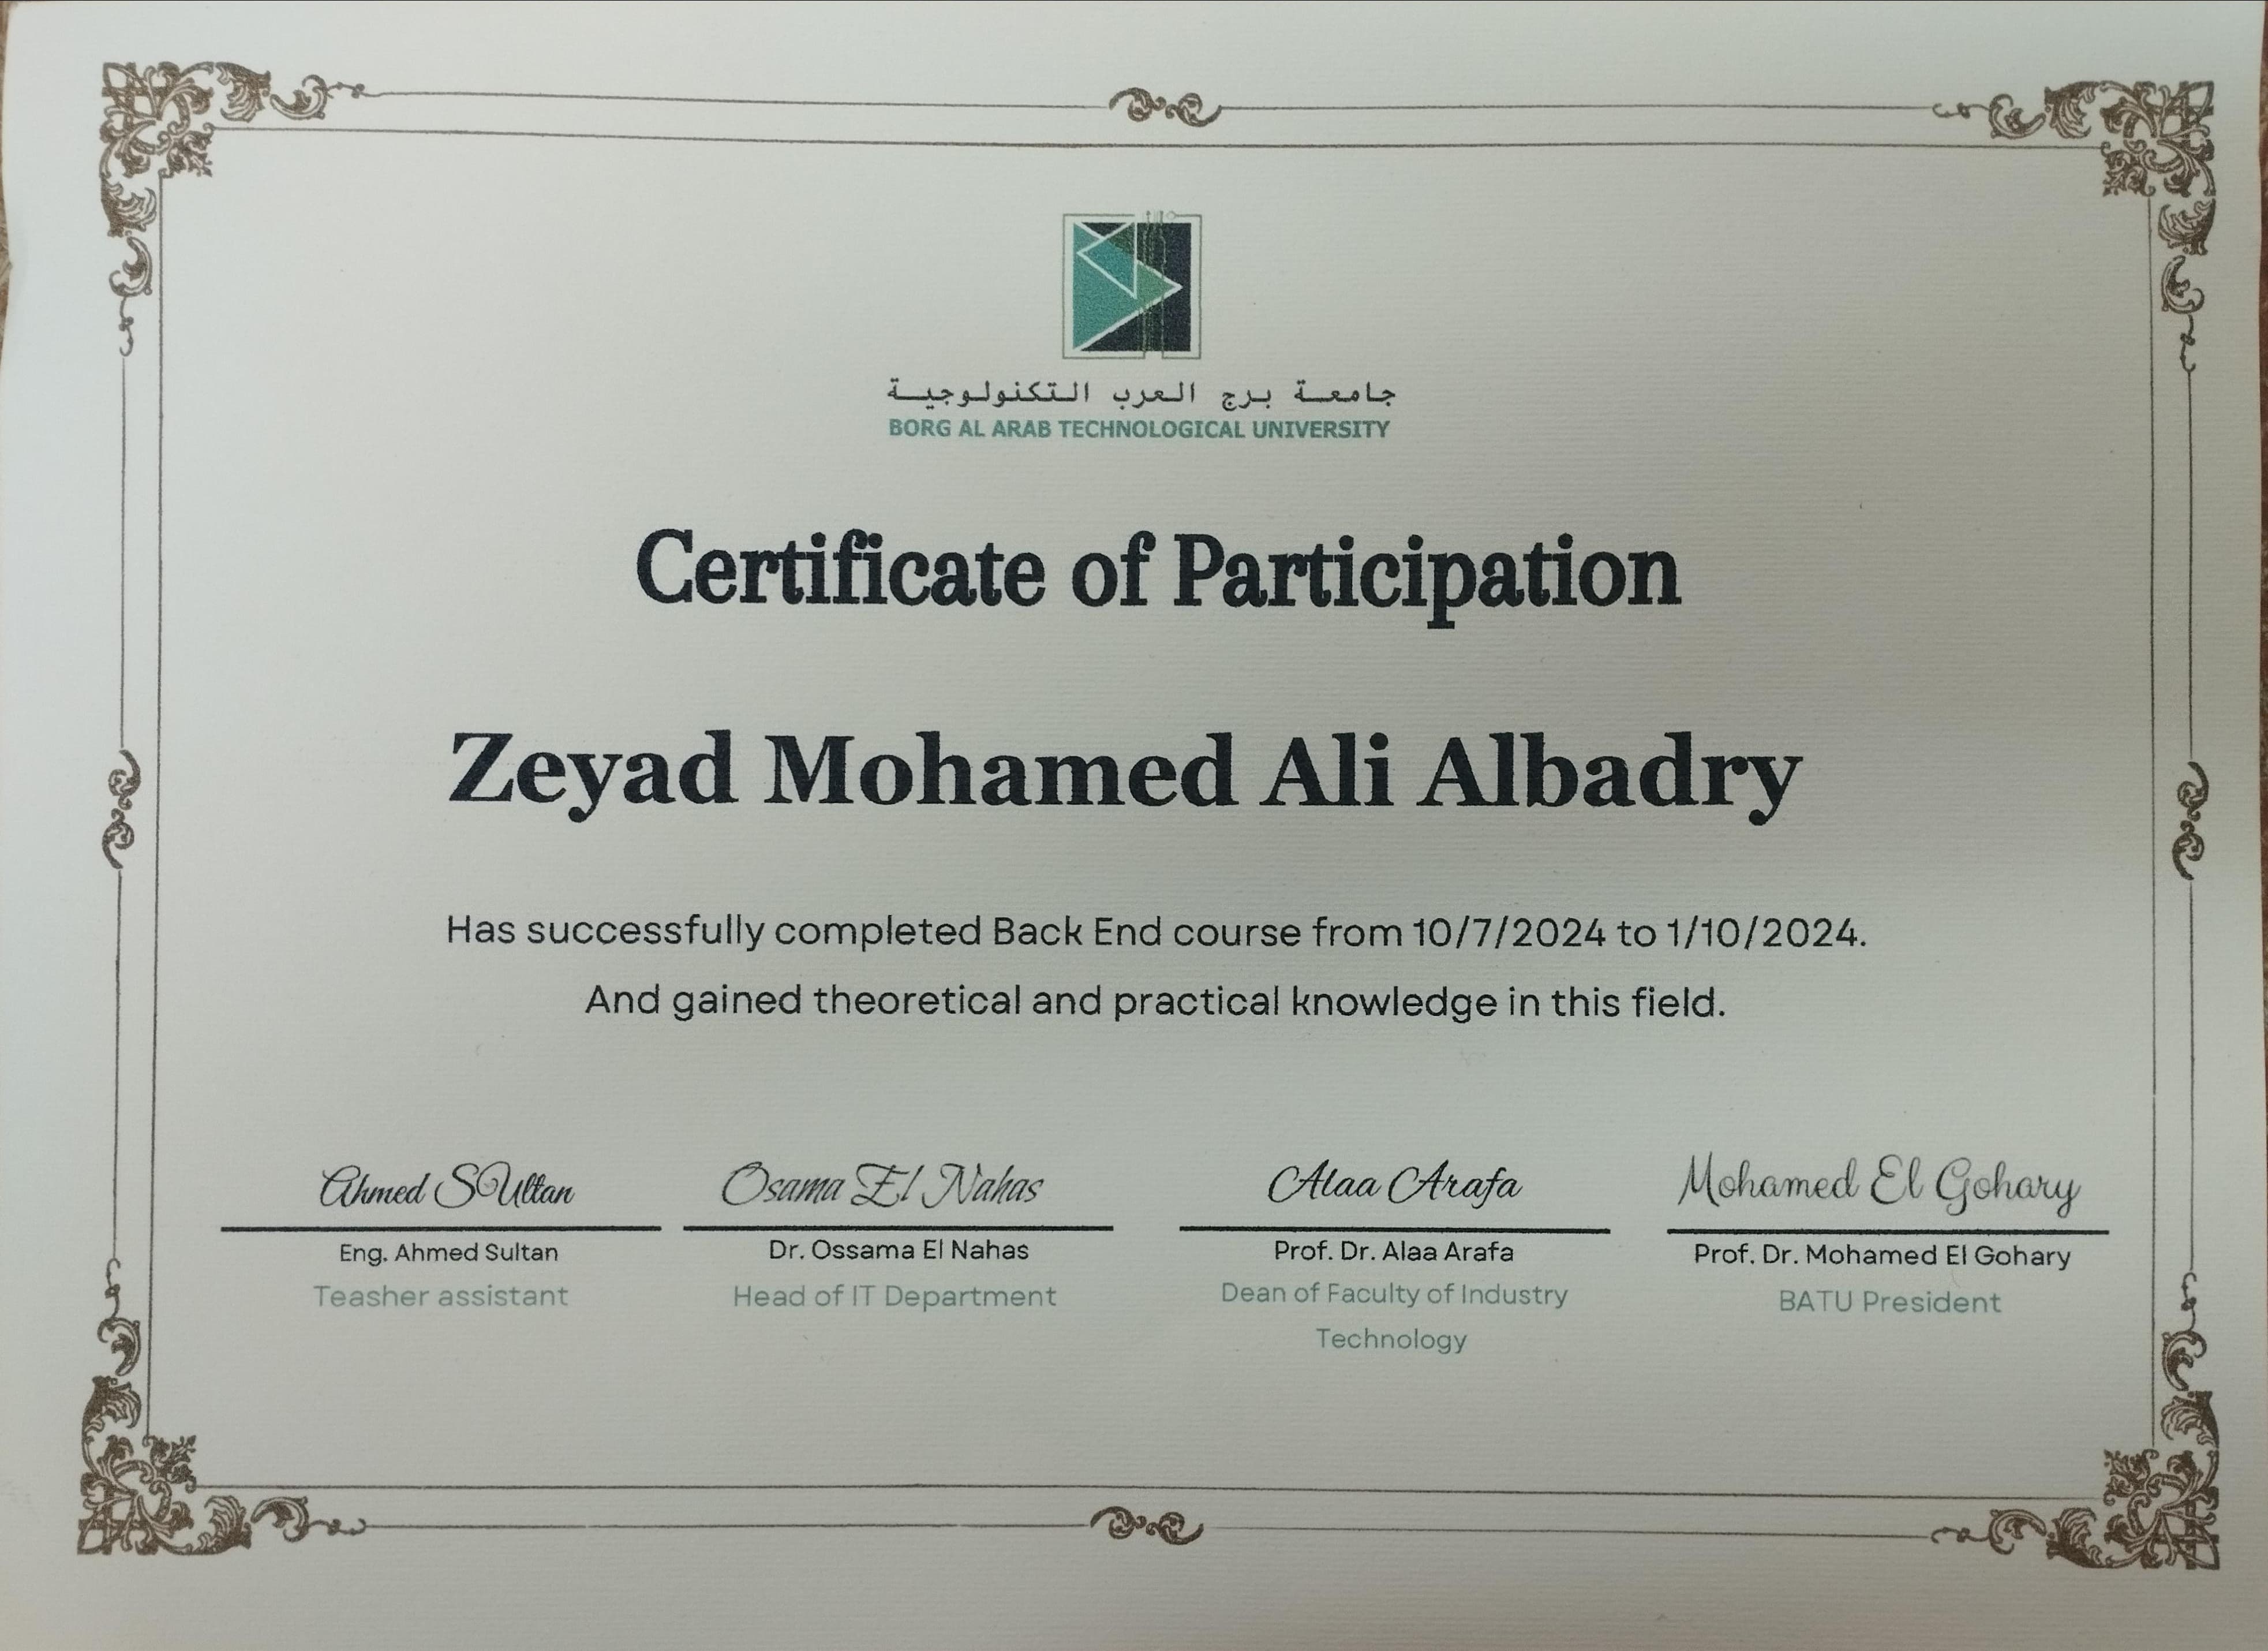 جامعة برج العرب التكنولوجية
BORG AL ARAB TECHNOLOGICAL UNIVERSITY
Certificate of Participation
Zeyad Mohamed Ali Albadry
Has successfully completed Back End course from 10/7/2024 to 1/10/2024.
And gained theoretical and practical knowledge in this field.
Ahmed SUltan
Eng. Ahmed Sultan
Teasher assistant
Osama El Nahas
Dr. Ossama El Nahas
Head of IT Department
Alaa Arafa
Prof. Dr. Alaa Arafa
Dean of Faculty of Industry
Technology
Mohamed El Gohary
Prof. Dr. Mohamed El Gohary
BATU President